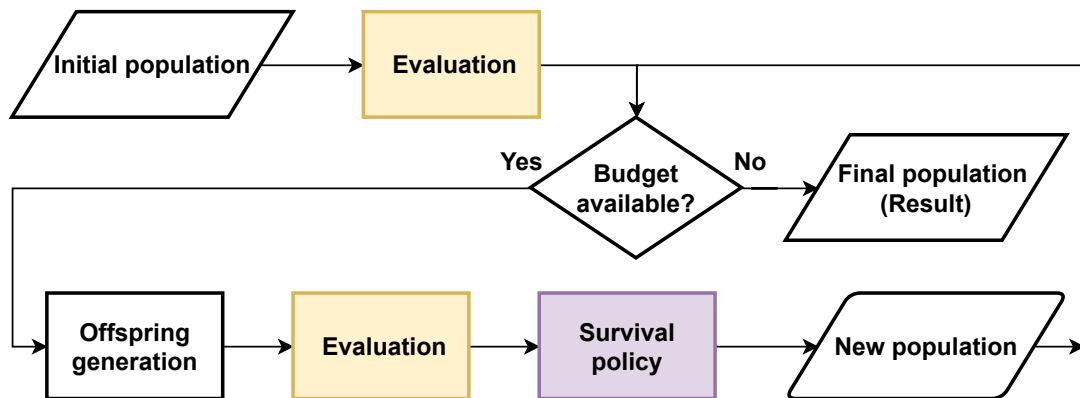 Initial population
Evaluation
Yes
Budget
available?
No
Final population
(Result)
Offspring
generation
Evaluation
Survival
policy
New population